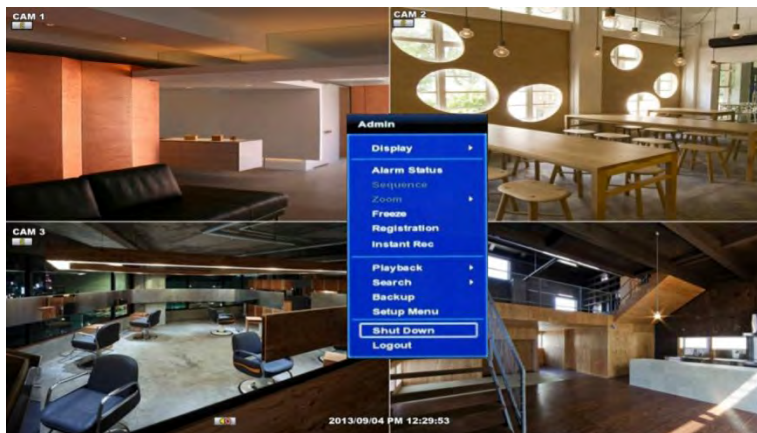 CAM 1
CAM 2
Admin
Display
Alarm Status
Sequence
Zoom
Freeze
Registration
Instant Rec
CAM 3
Playback
Search
Backup
Setup Menu
Shut Down
Logout
2013/09/04 PM 12:29:53